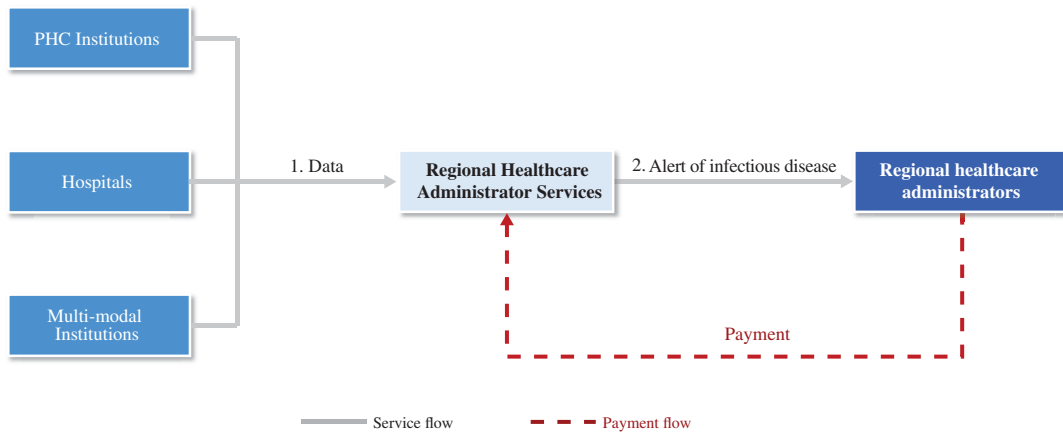 PHC Institutions
Hospitals
Multi-modal
Institutions
1. Data
Regional Healthcare
Administrator Services
2. Alert of infectious disease
Regional healthcare
administrators
Payment
Service flow
Payment flow